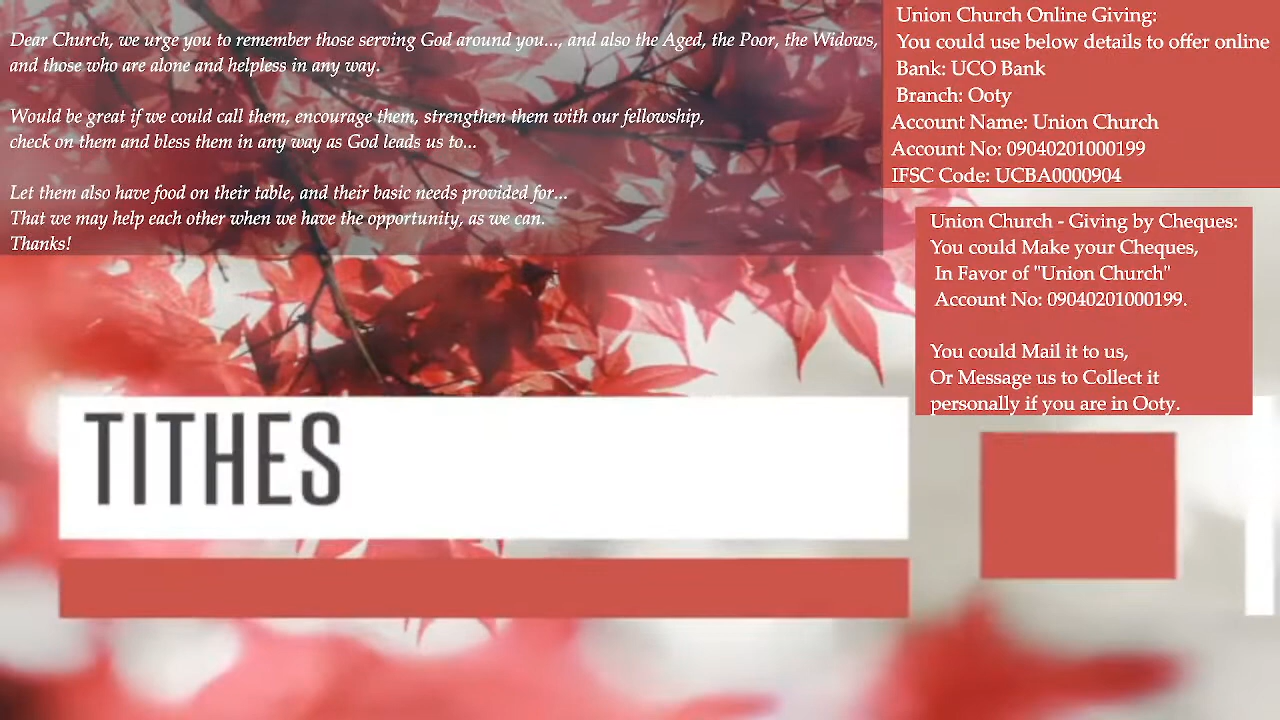 Dear Church, we urge you to remember those serving God around you..., and also the Aged, the Poor, the Widows,
and those who are alone and helpless in any way.
Would be great if we could call them, encourage them, strengthen them with our fellowship,
check on them and bless them in any way as God leads us to...
Let them also have food on their table, and their basic needs provided for...
That we may help each other when we have the opportunity, as we can.
Thanks!
Union Church Online Giving:
You could use below details to offer online
Bank: UCO Bank
Branch: Ooty
Account Name: Union Church
Account No: 09040201000199
IFSC Code: UCBA0000904
Union Church - Giving by Cheques:
You could Make your Cheques,
In Favor of "Union Church"
Account No: 09040201000199.
You could Mail it to us,
Or Message us to Collect it
personally if you are in Ooty.
TITHES